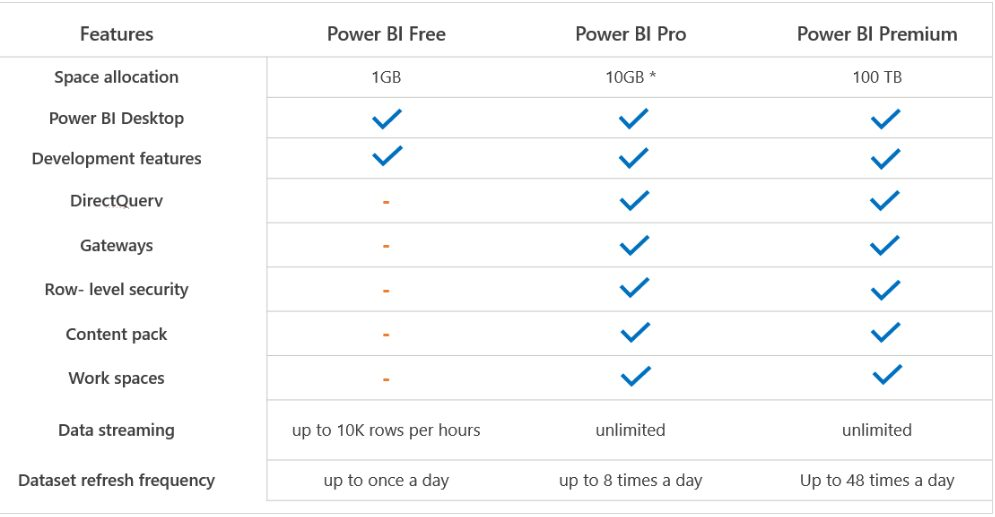 Features Power BI Free Power BI Pro Power BI Premium
Space allocation 1GB 10GB * 100 TB
Power BI Desktop
Development features
DirectQuerv
-
Gateways
-
Row- level security
-
Content pack
-
Work spaces
-
Data streaming up to 10K rows per hours unlimited unlimited
Dataset refresh frequency up to once a day up to 8 times a day Up to 48 times a day